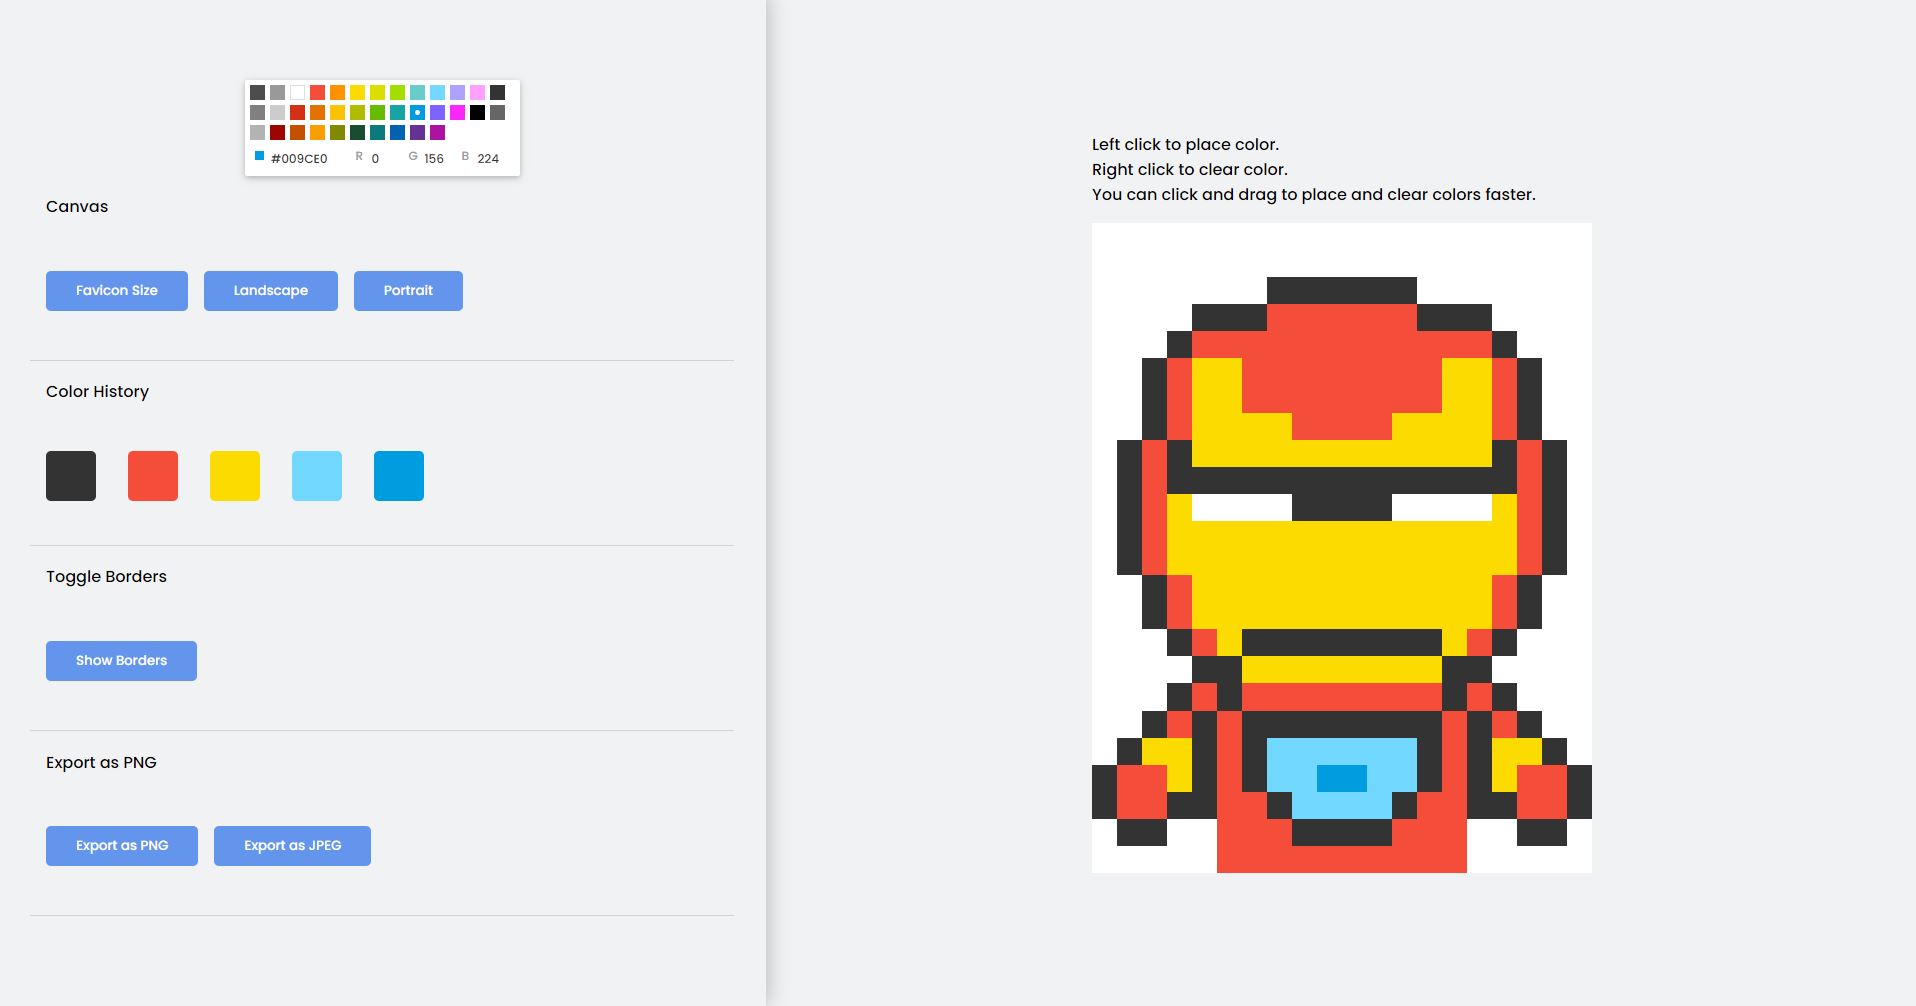 #009CE0 R 0 G 156 B 224
Canvas
Favicon Size Landscape Portrait
Color History
Toggle Borders
Show Borders
Export as PNG
Export as PNG Export as JPEG
Left click to place color.
Right click to clear color.
You can click and drag to place and clear colors faster.